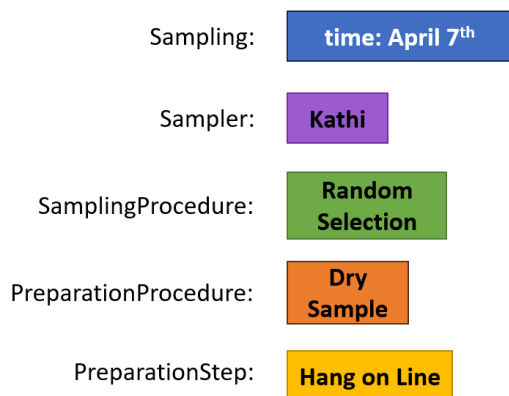 Sampling: time: April 7th
Sampler: Kathi
SamplingProcedure: Random
Selection
PreparationProcedure: Dry
Sample
PreparationStep: Hang on Line